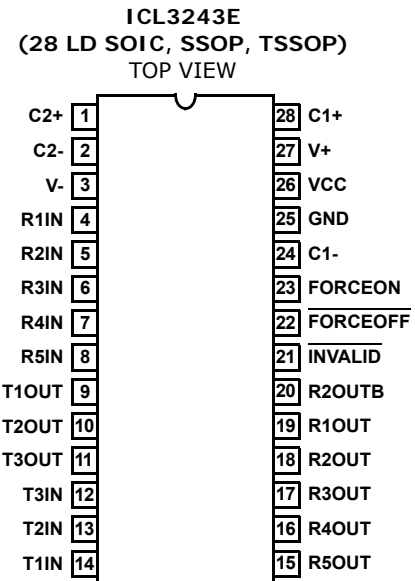 ICL3243E
(28 LD SOIC, SSOP, TSSOP)
TOP VIEW
C2+ 1 28 C1+
C2- 2 27 V+
V- 3 26 VCC
R1IN 4 25 GND
R2IN 5 24 C1-
R3IN 6 23 FORCEON
R4IN 7 22 FORCEOFF
R5IN 8 21 INVALID
T1OUT 9 20 R2OUTB
T2OUT 10 19 R1OUT
T3OUT 11 18 R2OUT
T3IN 12 17 R3OUT
T2IN 13 16 R4OUT
T1IN 14 15 R5OUT